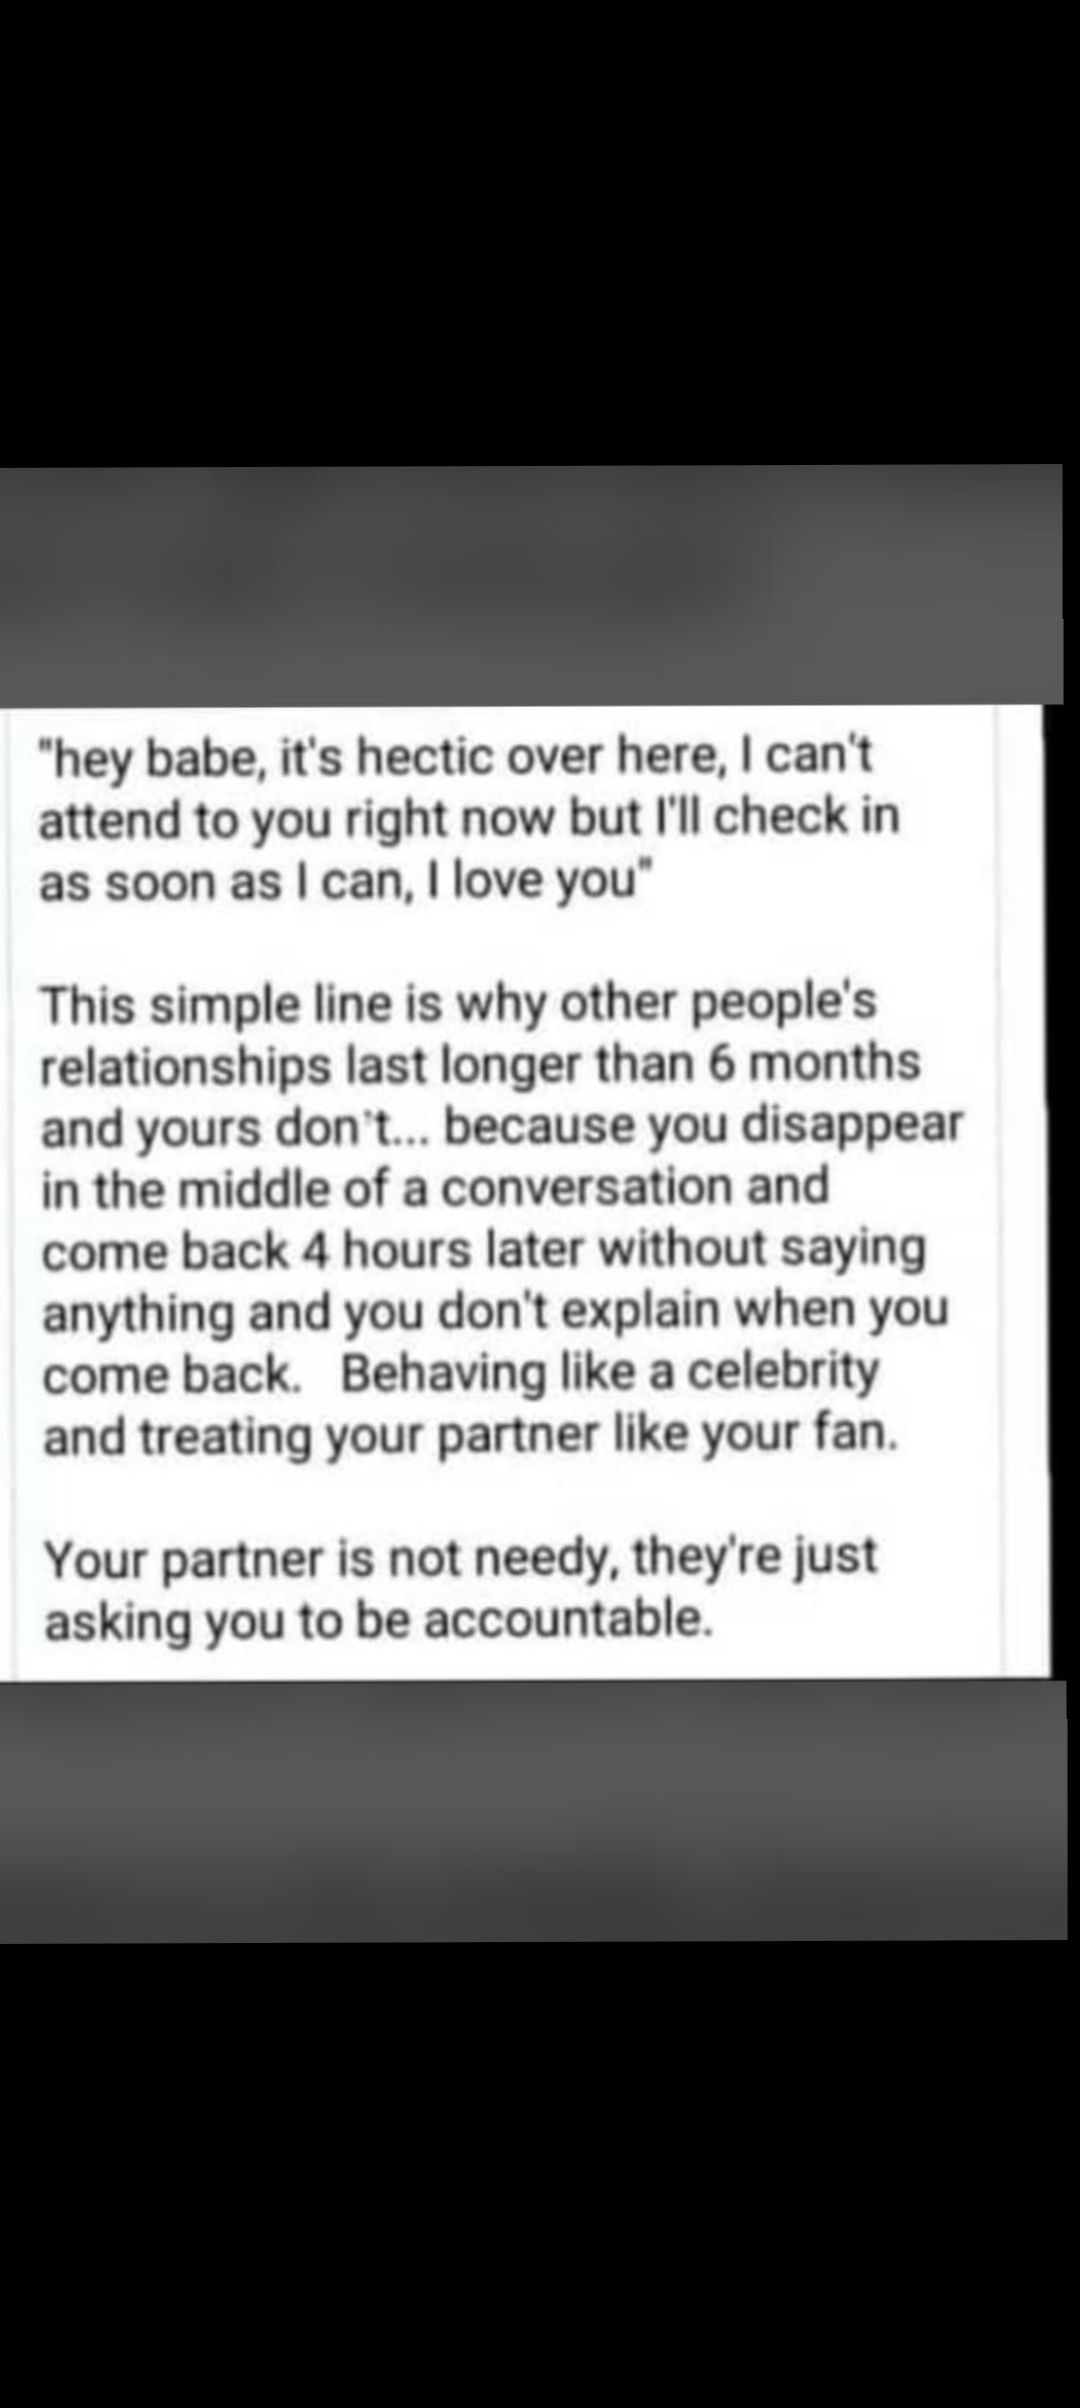 "hey babe, it's hectic over here, I can't
attend to you right now but I'll check in
as soon as I can, I love you"
This simple line is why other people's
relationships last longer than 6 months
and yours don't... because you disappear
in the middle of a conversation and
come back 4 hours later without saying
anything and you don't explain when you
come back.   Behaving like a celebrity
and treating your partner like your fan.
Your partner is not needy, they're just
asking you to be accountable.